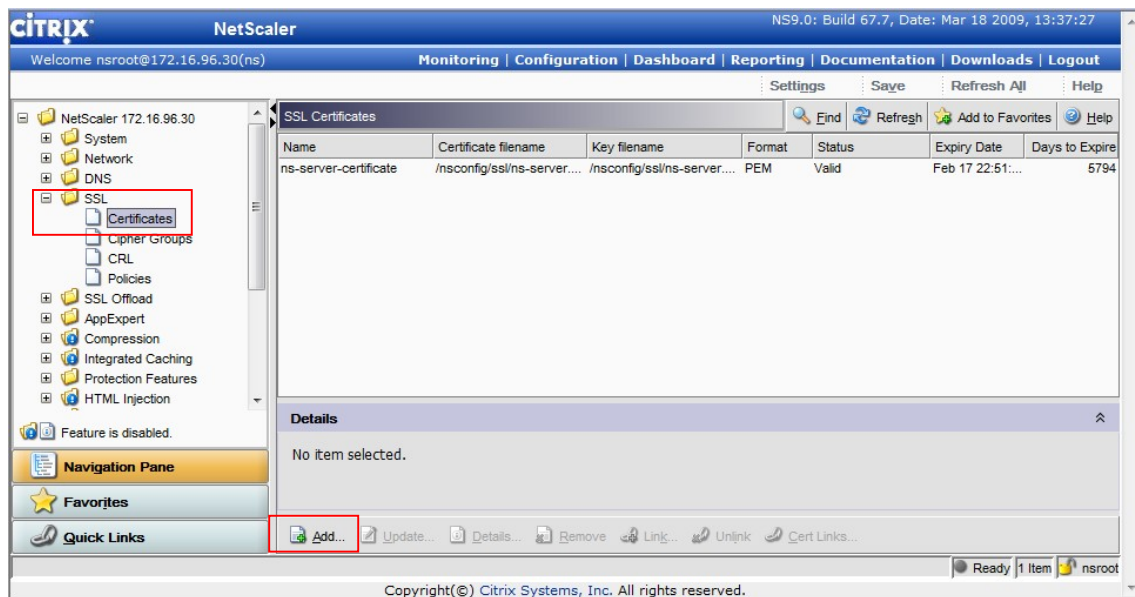 CITRIX NetScaler
NS9.0: Build 67.7, Date: Mar 18 2009, 13:37:27
Welcome nsroot@172.16.96.30(ns)
Monitoring | Configuration | Dashboard | Reporting | Documentation | Downloads | Logout
Settings Save Refresh All Help
NetScaler 172.16.96.30
System
Network
DNS
SSL
Certificates
Cipher Groups
CRL
Policies
SSL Offload
AppExpert
Compression
Integrated Caching
Protection Features
HTML Injection
Feature is disabled.
Navigation Pane
Favorites
Quick Links
SSL Certificates Find Refresh Add to Favorites Help
Name Certificate filename Key filename Format Status Expiry Date Days to Expire
ns-server-certificate /nsconfig/ssl/ns-server.... /nsconfig/ssl/ns-server.... PEM Valid Feb 17 22:51:... 5794
Details
No item selected.
Add... Update... Details... Remove Link... Unlink Cert Links...
Ready 1 Item nsroot
Copyright(©) Citrix Systems, Inc. All rights reserved.